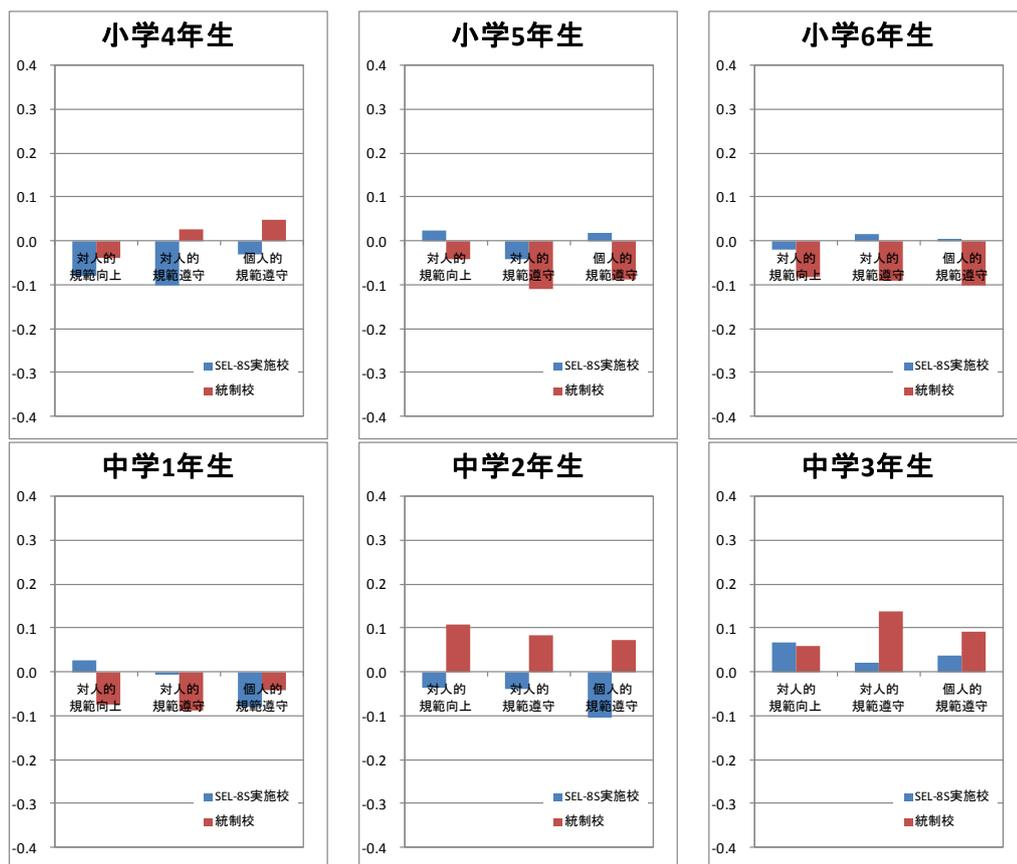 小学4年生
0.4
0.3
0.2
0.1
0.0
-0.1
-0.2
-0.3
-0.4
対人的
規範向上
対人的
規範遵守
個人的
規範遵守
SEL-8S実施校
統制校
小学5年生
0.4
0.3
0.2
0.1
0.0
-0.1
-0.2
-0.3
-0.4
対人的
規範向上
対人的
規範遵守
個人的
規範遵守
SEL-8S実施校
統制校
小学6年生
0.4
0.3
0.2
0.1
0.0
-0.1
-0.2
-0.3
-0.4
対人的
規範向上
対人的
規範遵守
個人的
規範遵守
SEL-8S実施校
統制校
中学1年生
0.4
0.3
0.2
0.1
0.0
-0.1
-0.2
-0.3
-0.4
対人的
規範向上
対人的
規範遵守
個人的
規範遵守
SEL-8S実施校
統制校
中学2年生
0.4
0.3
0.2
0.1
0.0
-0.1
-0.2
-0.3
-0.4
対人的
規範向上
対人的
規範遵守
個人的
規範遵守
SEL-8S実施校
統制校
中学3年生
0.4
0.3
0.2
0.1
0.0
-0.1
-0.2
-0.3
-0.4
対人的
規範向上
対人的
規範遵守
個人的
規範遵守
SEL-8S実施校
統制校